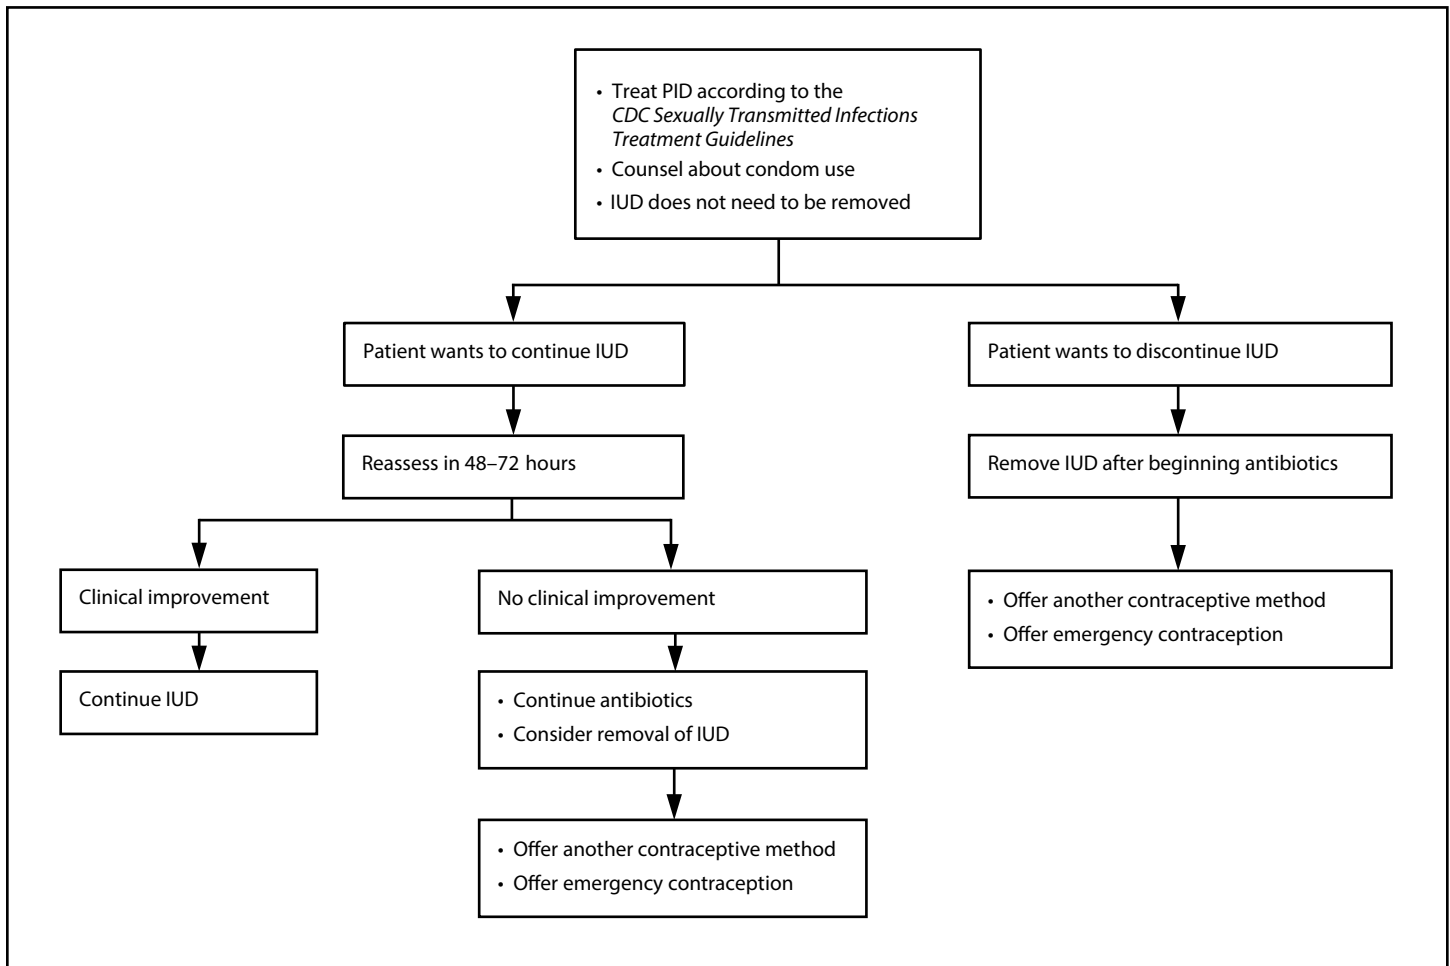 • Treat PID according to the
CDC Sexually Transmitted Infections
Treatment Guidelines
• Counsel about condom use
• IUD does not need to be removed
Patient wants to continue IUD
Patient wants to discontinue IUD
Reassess in 48–72 hours
Remove IUD after beginning antibiotics
Clinical improvement
No clinical improvement
• Offer another contraceptive method
• Offer emergency contraception
Continue IUD
• Continue antibiotics
• Consider removal of IUD
• Offer another contraceptive method
• Offer emergency contraception